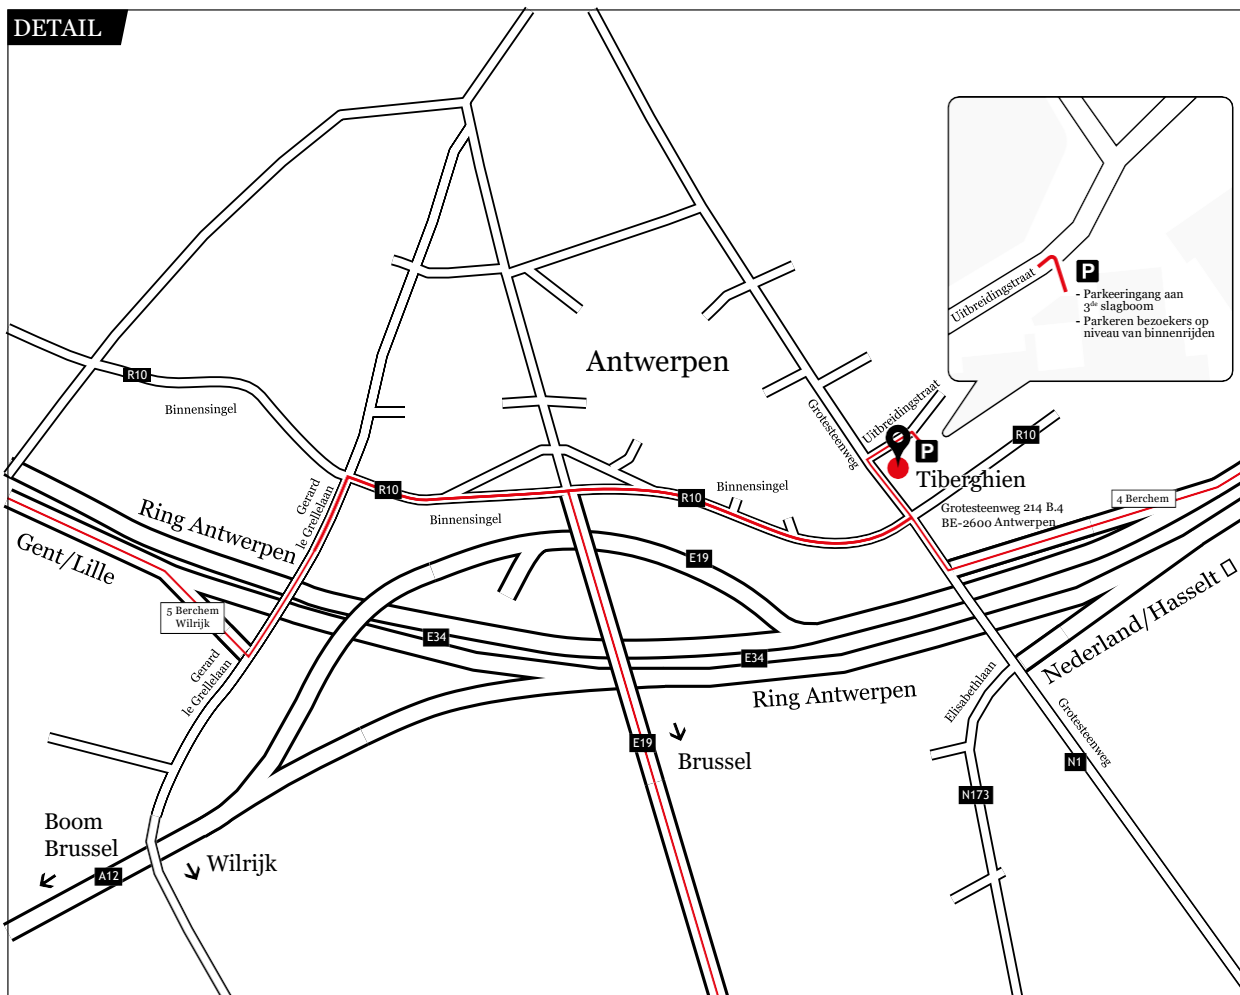 DETAIL
P
- Parkeeringang aan
3de slagboom
- Parkeren bezoekers op
niveau van binnenrijden
Uitbreidingstraat
Antwerpen
R10
Binnensingel
Grotesteenweg
Uitbreidingstraat
P
R10
Tiberghien
Grotesteenweg 214 B.4
BE-2600 Antwerpen
4 Berchem
Gerard
le Grellelaan
R10
Binnensingel
R10
Binnensingel
Ring Antwerpen
Gent/Lille
E19
5 Berchem
Wilrijk
E34
E34
Nederland/Hasselt
Gerard
le Grellelaan
Ring Antwerpen
Elisabethlaan
Grotesteenweg
E19
Brussel
N1
N173
Boom
Brussel
A12
Wilrijk